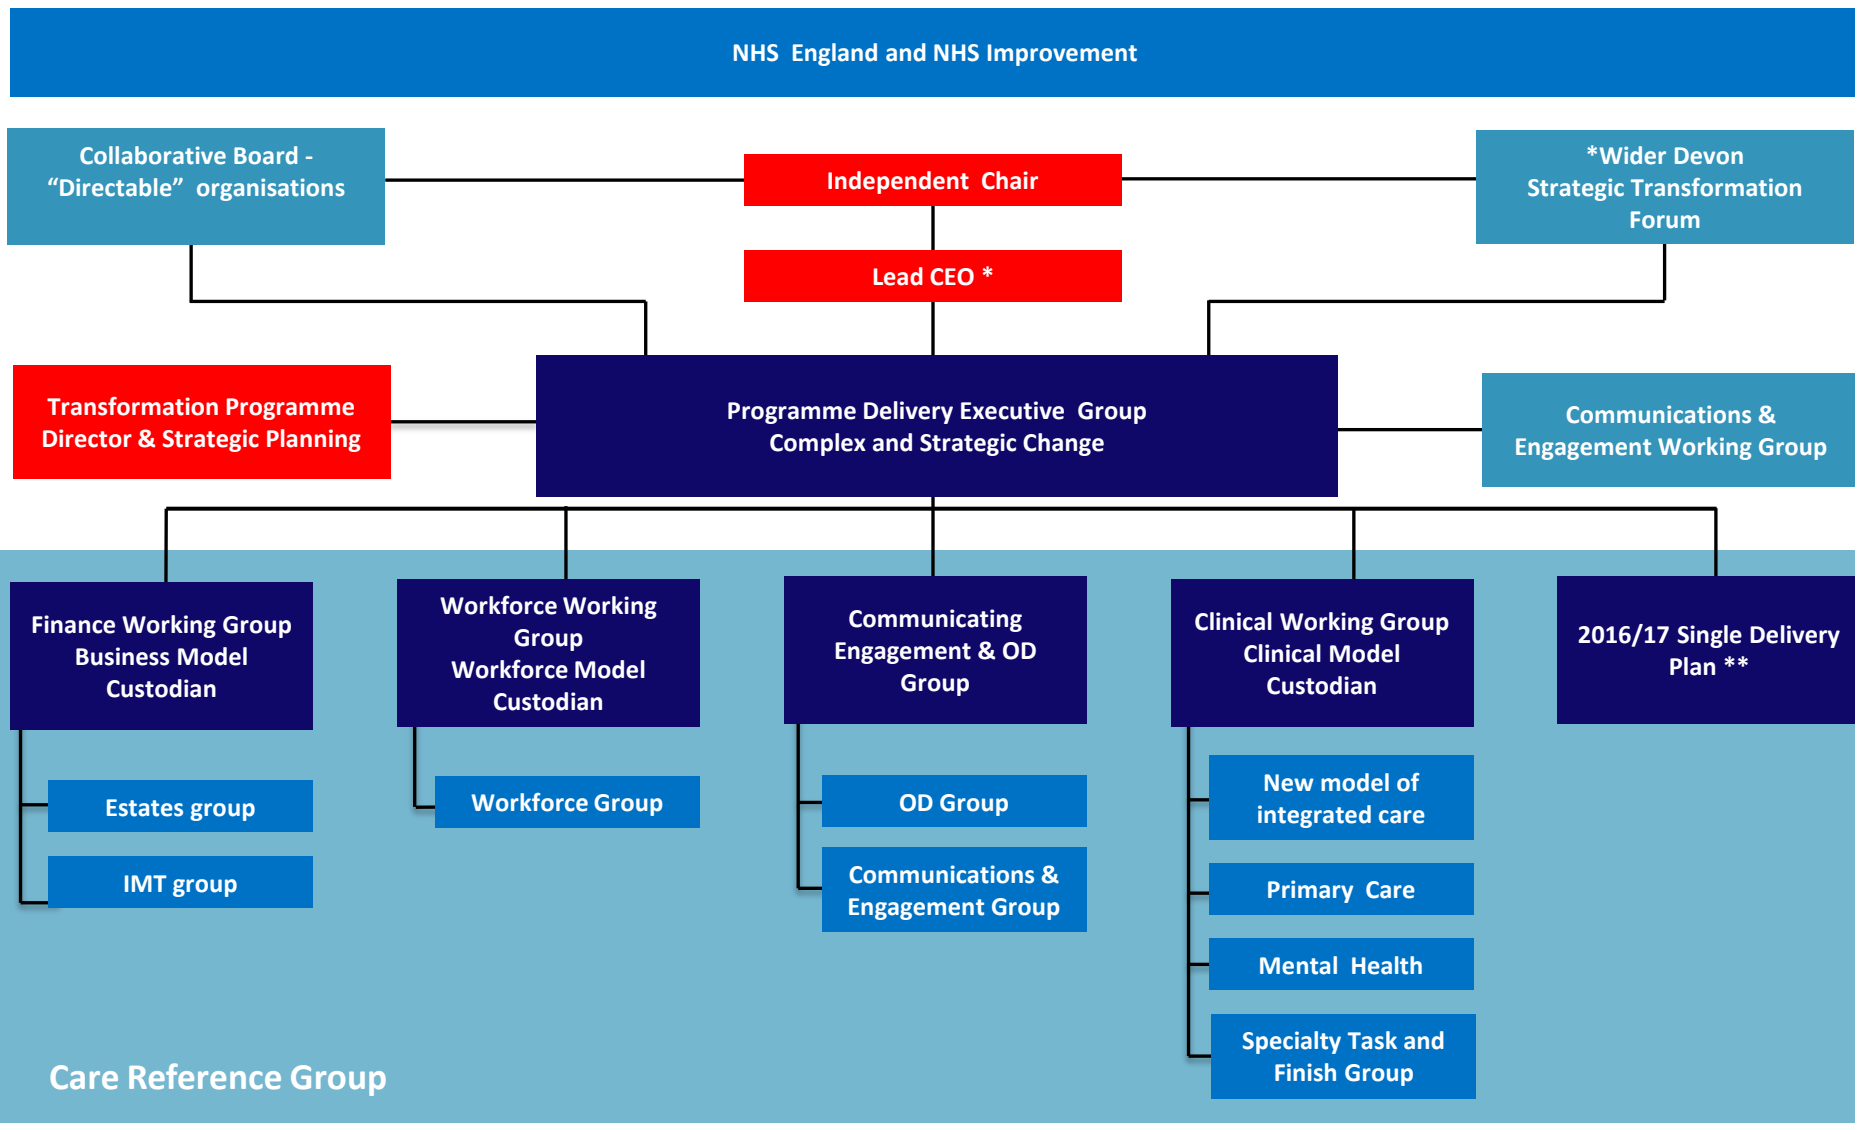 NHS England and NHS Improvement
Collaborative Board -
“Directable” organisations
Independent Chair
*Wider Devon
Strategic Transformation
Forum
Lead CEO *
Transformation Programme
Director & Strategic Planning
Programme Delivery Executive Group
Complex and Strategic Change
Communications &
Engagement Working Group
Finance Working Group
Business Model
Custodian
Workforce Working
Group
Workforce Model
Custodian
Communicating
Engagement & OD
Group
Clinical Working Group
Clinical Model
Custodian
2016/17 Single Delivery
Plan **
Estates group
IMT group
Workforce Group
OD Group
Communications &
Engagement Group
New model of
integrated care
Primary Care
Mental Health
Specialty Task and
Finish Group
Care Reference Group